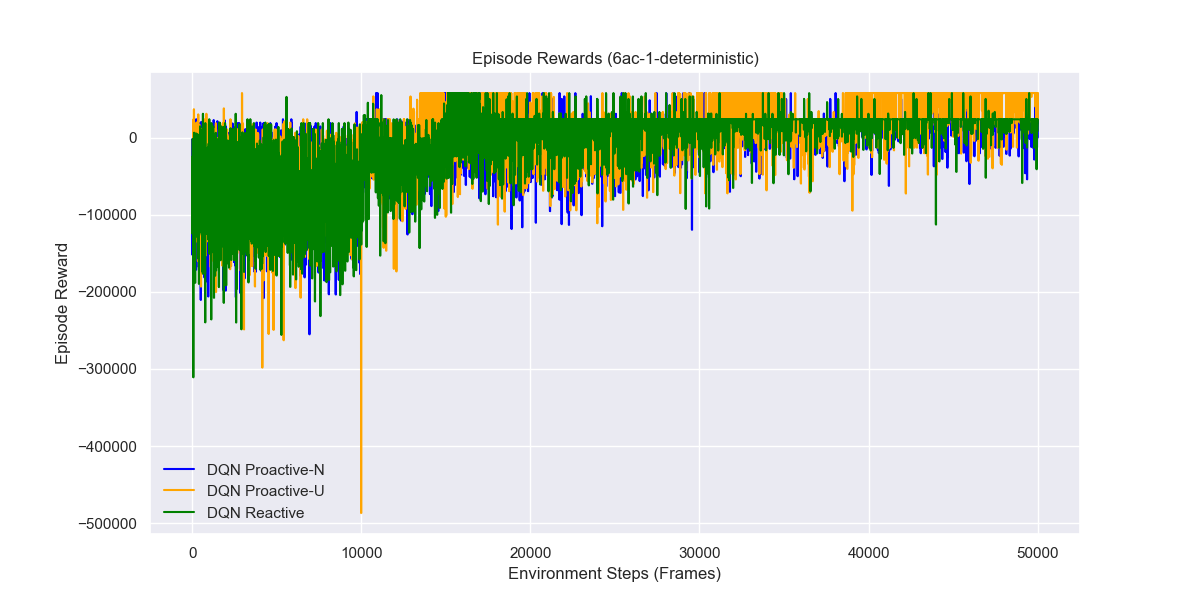 Episode Rewards (6ac-1-deterministic)
Episode Reward
0
−100000
−200000
−300000
−400000
−500000
DQN Proactive-N
DQN Proactive-U
DQN Reactive
0 10000 20000 30000 40000 50000
Environment Steps (Frames)